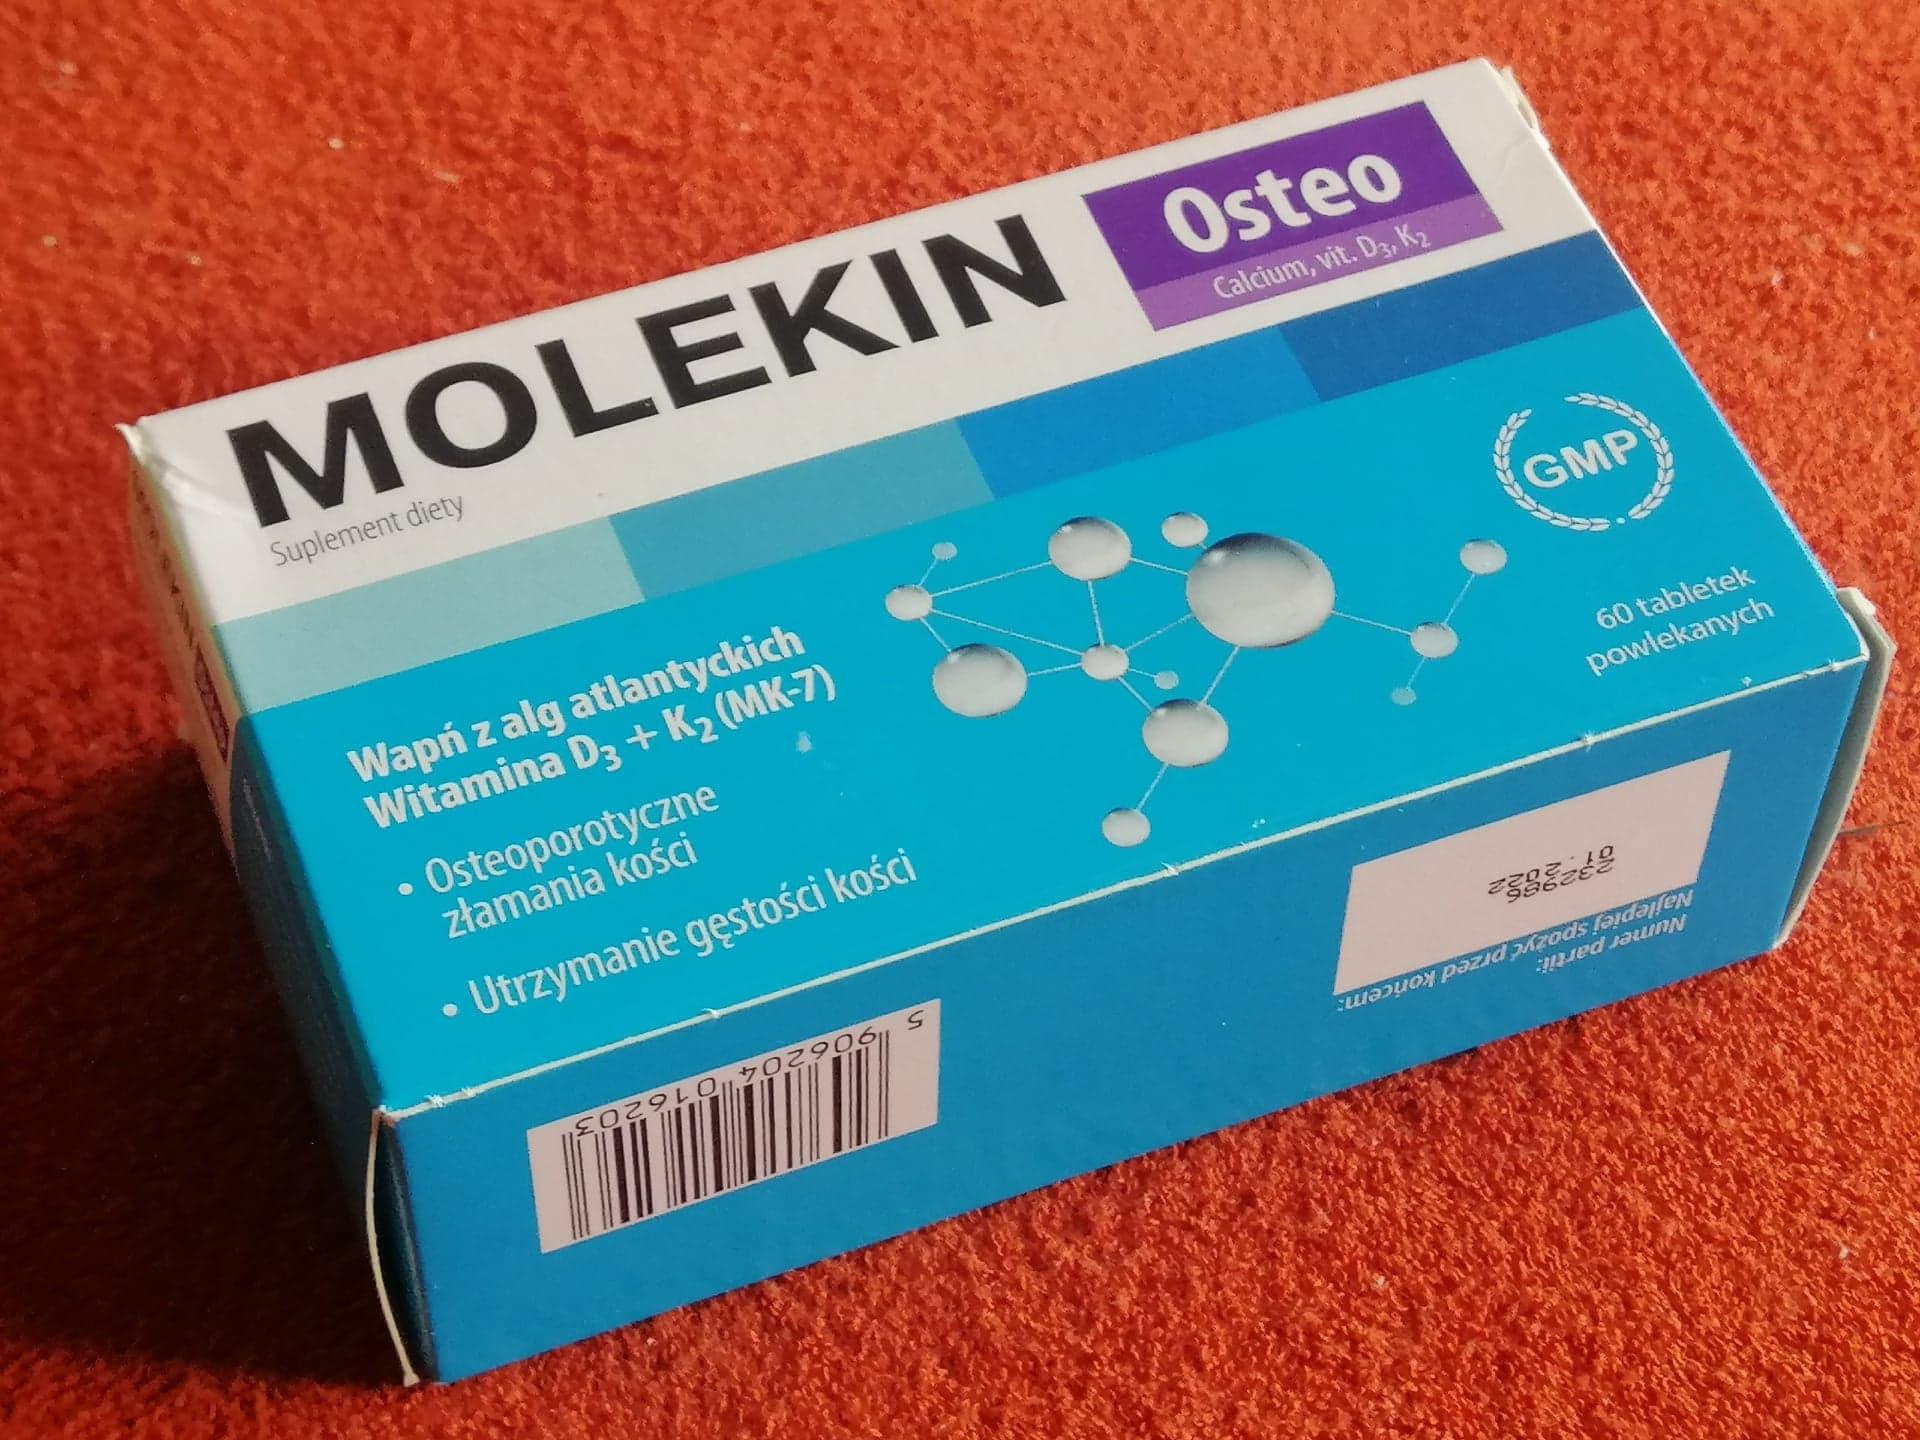 MOLEKIN
Osteo
Calcium, vit. D₃, K₂
Suplement diety
GMP
Wapń z alg atlantyckich
Witamina D₃ + K₂ (MK-7)
• Osteoporotyczne
złamania kości
• Utrzymanie gęstości kości
60 tabletek
powlekanych
Numer partii:
Najlepiej spożyć przed końcem:
232986
01.2022
5 906204 016203